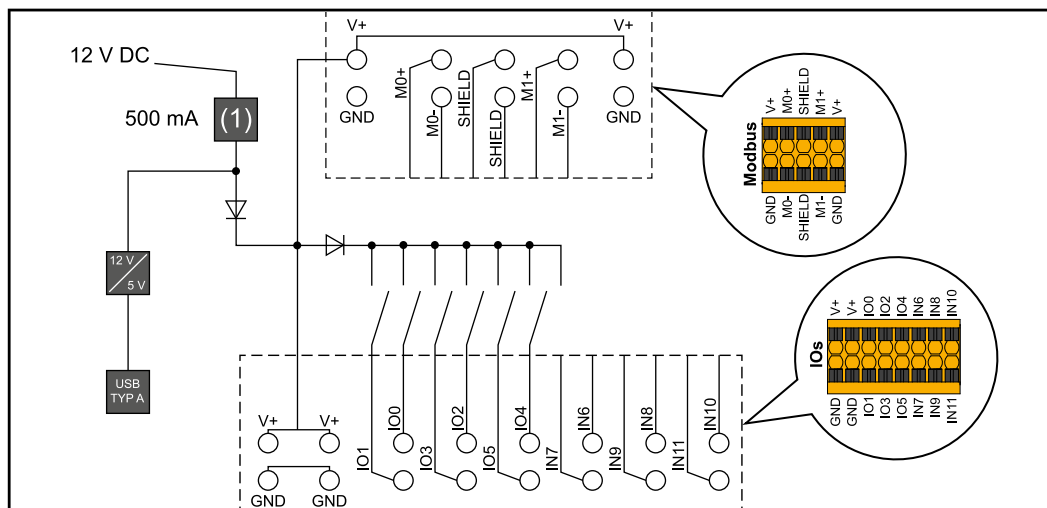 12 V DC
500 mA
(1)
12 V
5 V
USB
TYP A
V+
V+
GND
GND
M0+
M0-
SHIELD
SHIELD
M1+
M1-
Modbus
V+
M0+
SHIELD
M1+
V+
GND
M0-
SHIELD
M1-
GND
V+
V+
GND
GND
IO1
IO0
IO3
IO2
IO5
IO4
IN7
IN6
IN9
IN8
IN11
IN10
IOs
V+
V+
IO0
IO2
IO4
IN6
IN8
IN10
GND
GND
IO1
IO3
IO5
IN7
IN9
IN11